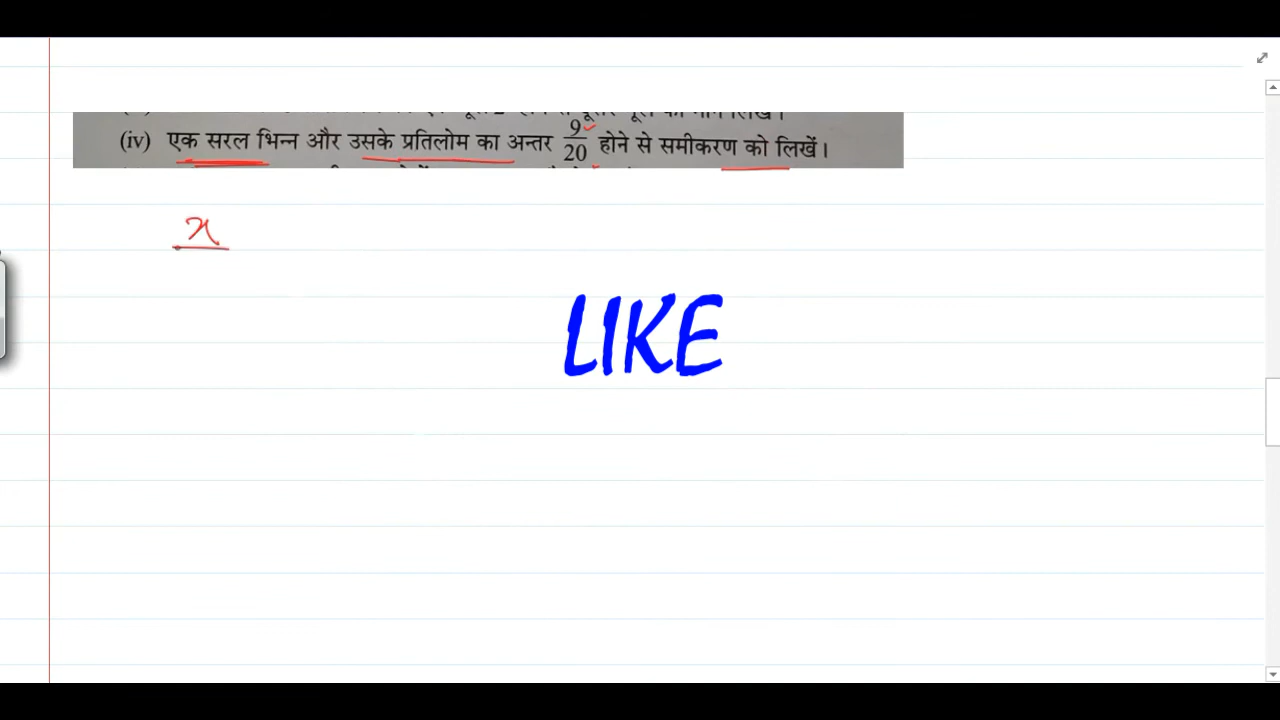 (iv) एक सरल भिन्न और उसके प्रतिलोम का अन्तर 9/20 होने से समीकरण को लिखें।
x
LIKE